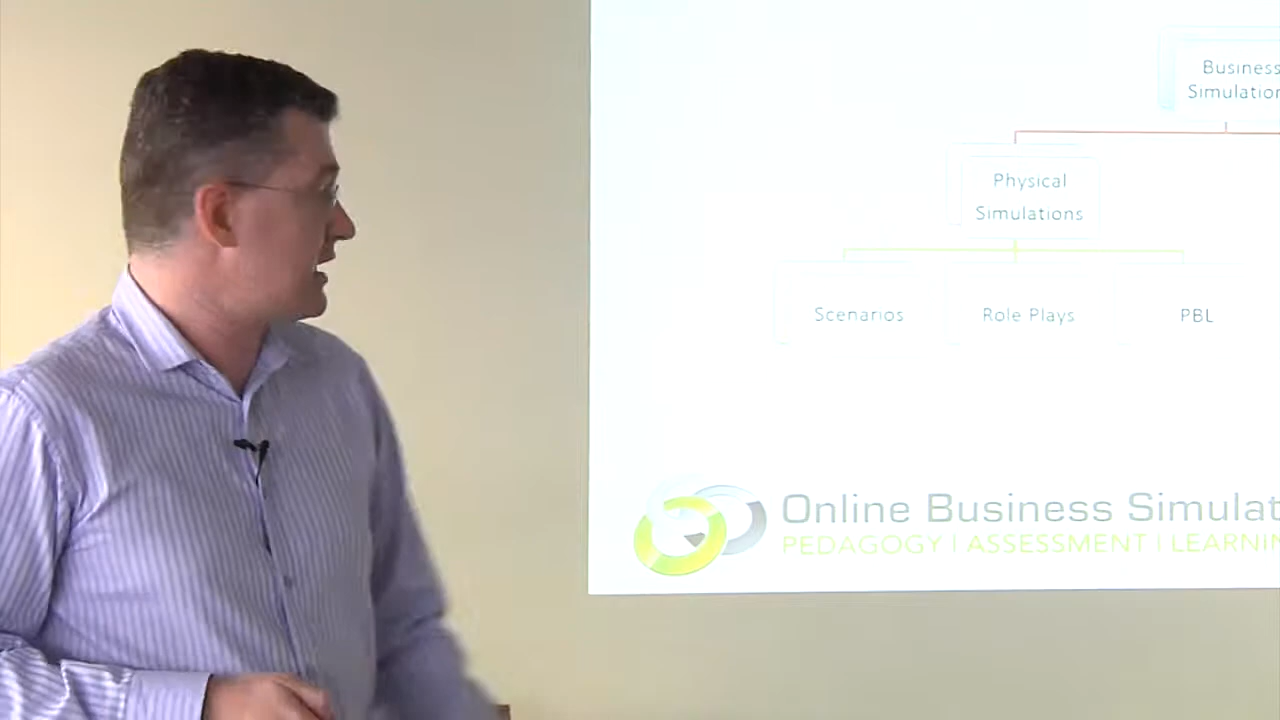 Business
Simulation
Physical
Simulations
Scenarios
Role Plays
PBL
Online Business Simulat
PEDAGOGY | ASSESSMENT | LEARNIN